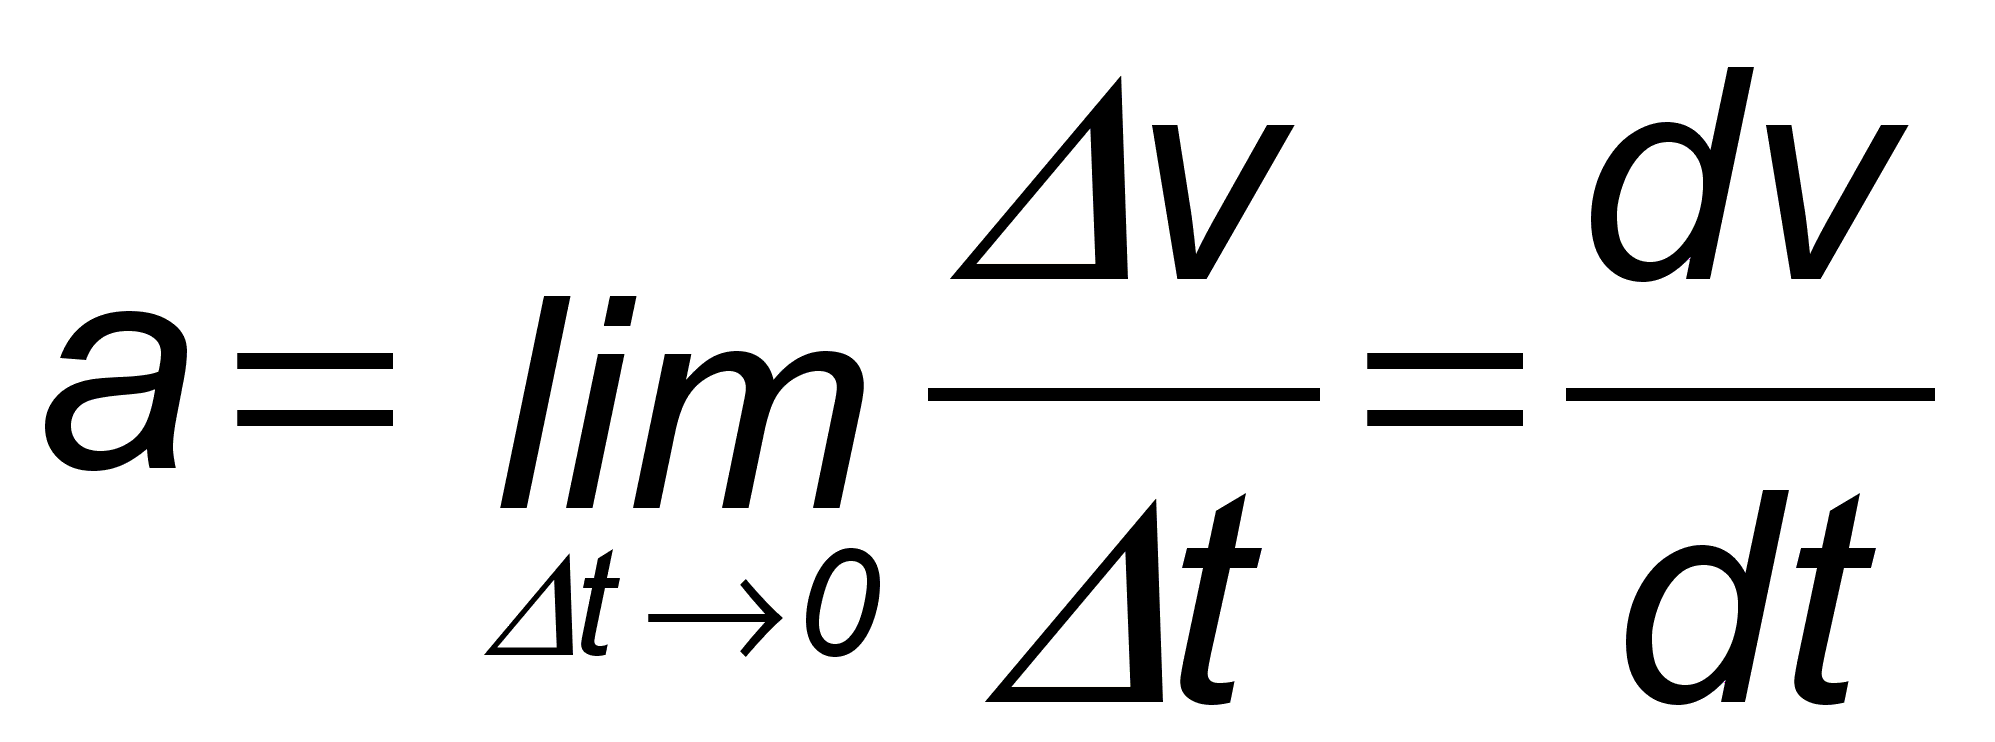 a = lim Δv/Δt = dv/dt
Δt → 0